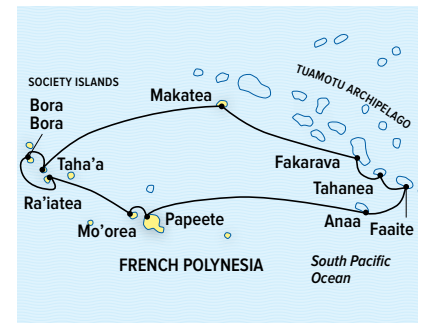 SOCIETY ISLANDS
Bora
Bora
Makatea
TUAMOTU ARCHIPELAGO
Taha'a
Fakarava
Tahanea
Ra'iatea
Mo'orea
Papeete
Anaa
Faaite
FRENCH POLYNESIA
South Pacific
Ocean